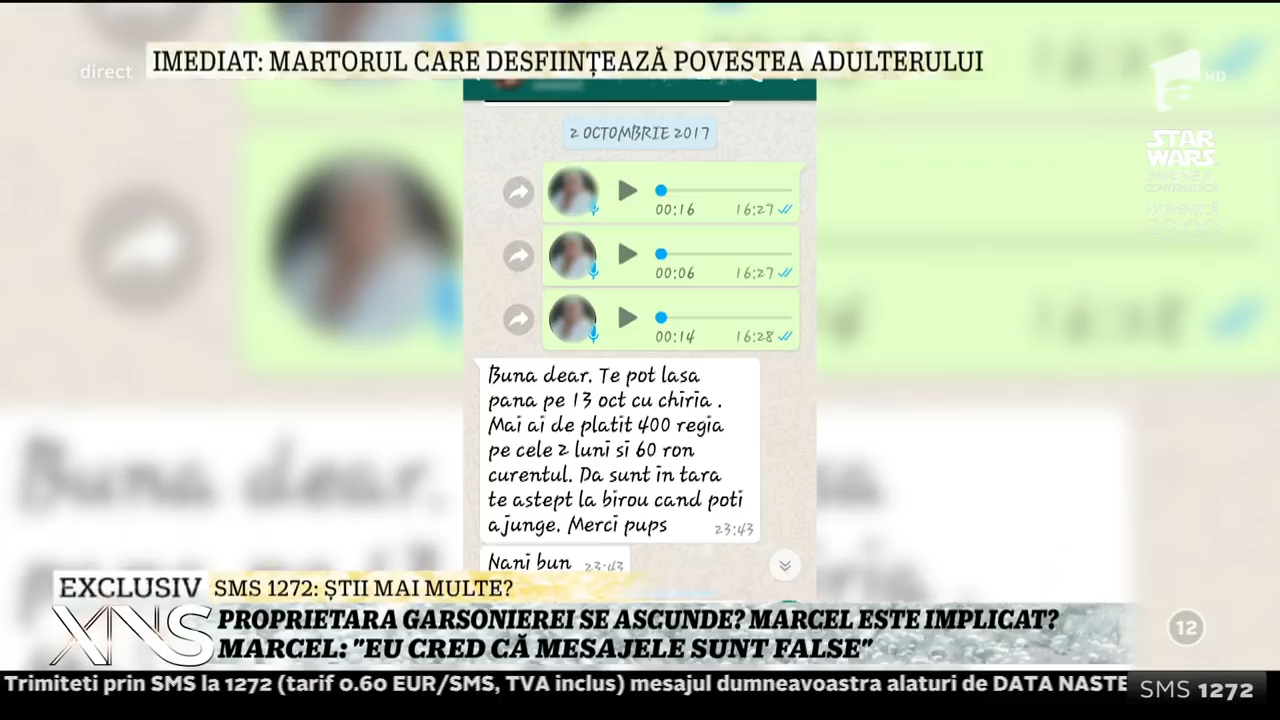 direct
IMEDIAT: MARTORUL CARE DESFIINȚEAZĂ POVESTEA ADULTERULUI
HD
STAR
WARS
2 OCTOMBRIE 2017
00:16 16:27
00:06 16:27
00:14 16:28
Buna dear. Te pot lasa
pana pe 13 oct cu chiria .
Mai ai de platit 400 regia
pe cele 2 luni si 60 ron
curentul. Da sunt in tara
te astept la birou cand poti
ajunge. Merci pups
23:43
Nani bun 23:43
EXCLUSIV SMS 1272: ȘTII MAI MULTE?
XNS
PROPRIETARA GARSONIEREI SE ASCUNDE? MARCEL ESTE IMPLICAT?
MARCEL: "EU CRED CĂ MESAJELE SUNT FALSE"
12
Trimiteti prin SMS la 1272 (tarif 0.60 EUR/SMS, TVA inclus) mesajul dumneavoastra alaturi de DATA NASTE
SMS 1272